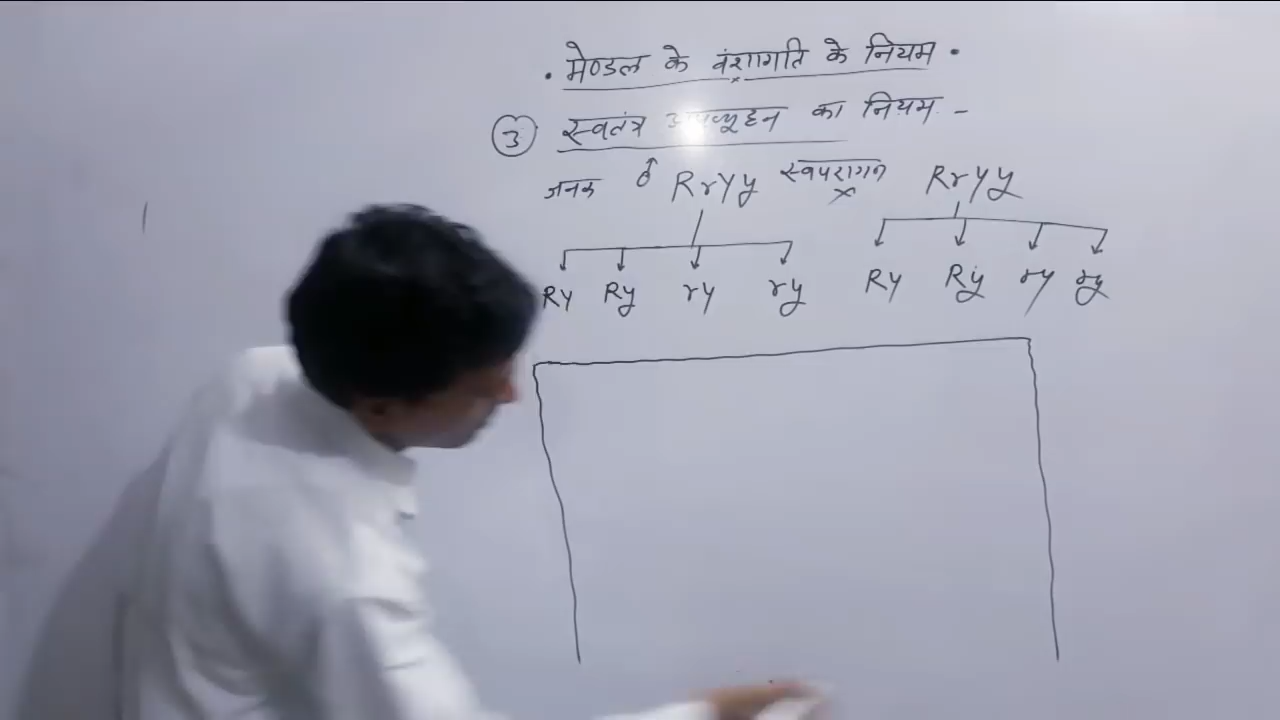 • मेण्डल के वंशागति के नियम •
③ स्वतंत्र अपव्यूहन का नियम -
जनक ♂ RrYy स्वपरागण × RrYy
RY Ry rY ry RY Ry rY ry